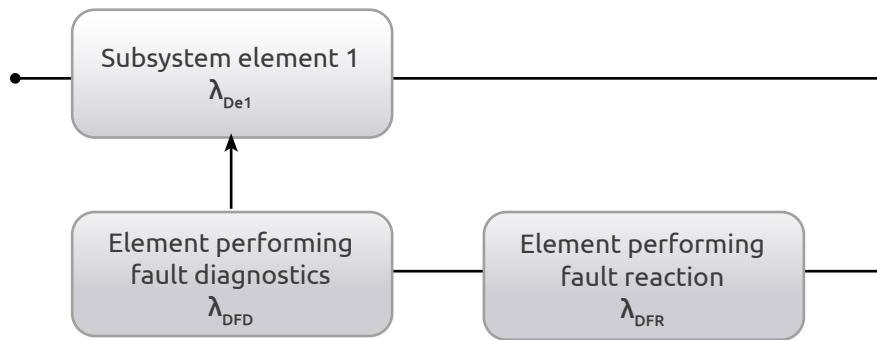 Subsystem element 1
λDe1
Element performing
fault diagnostics
λDFD
Element performing
fault reaction
λDFR